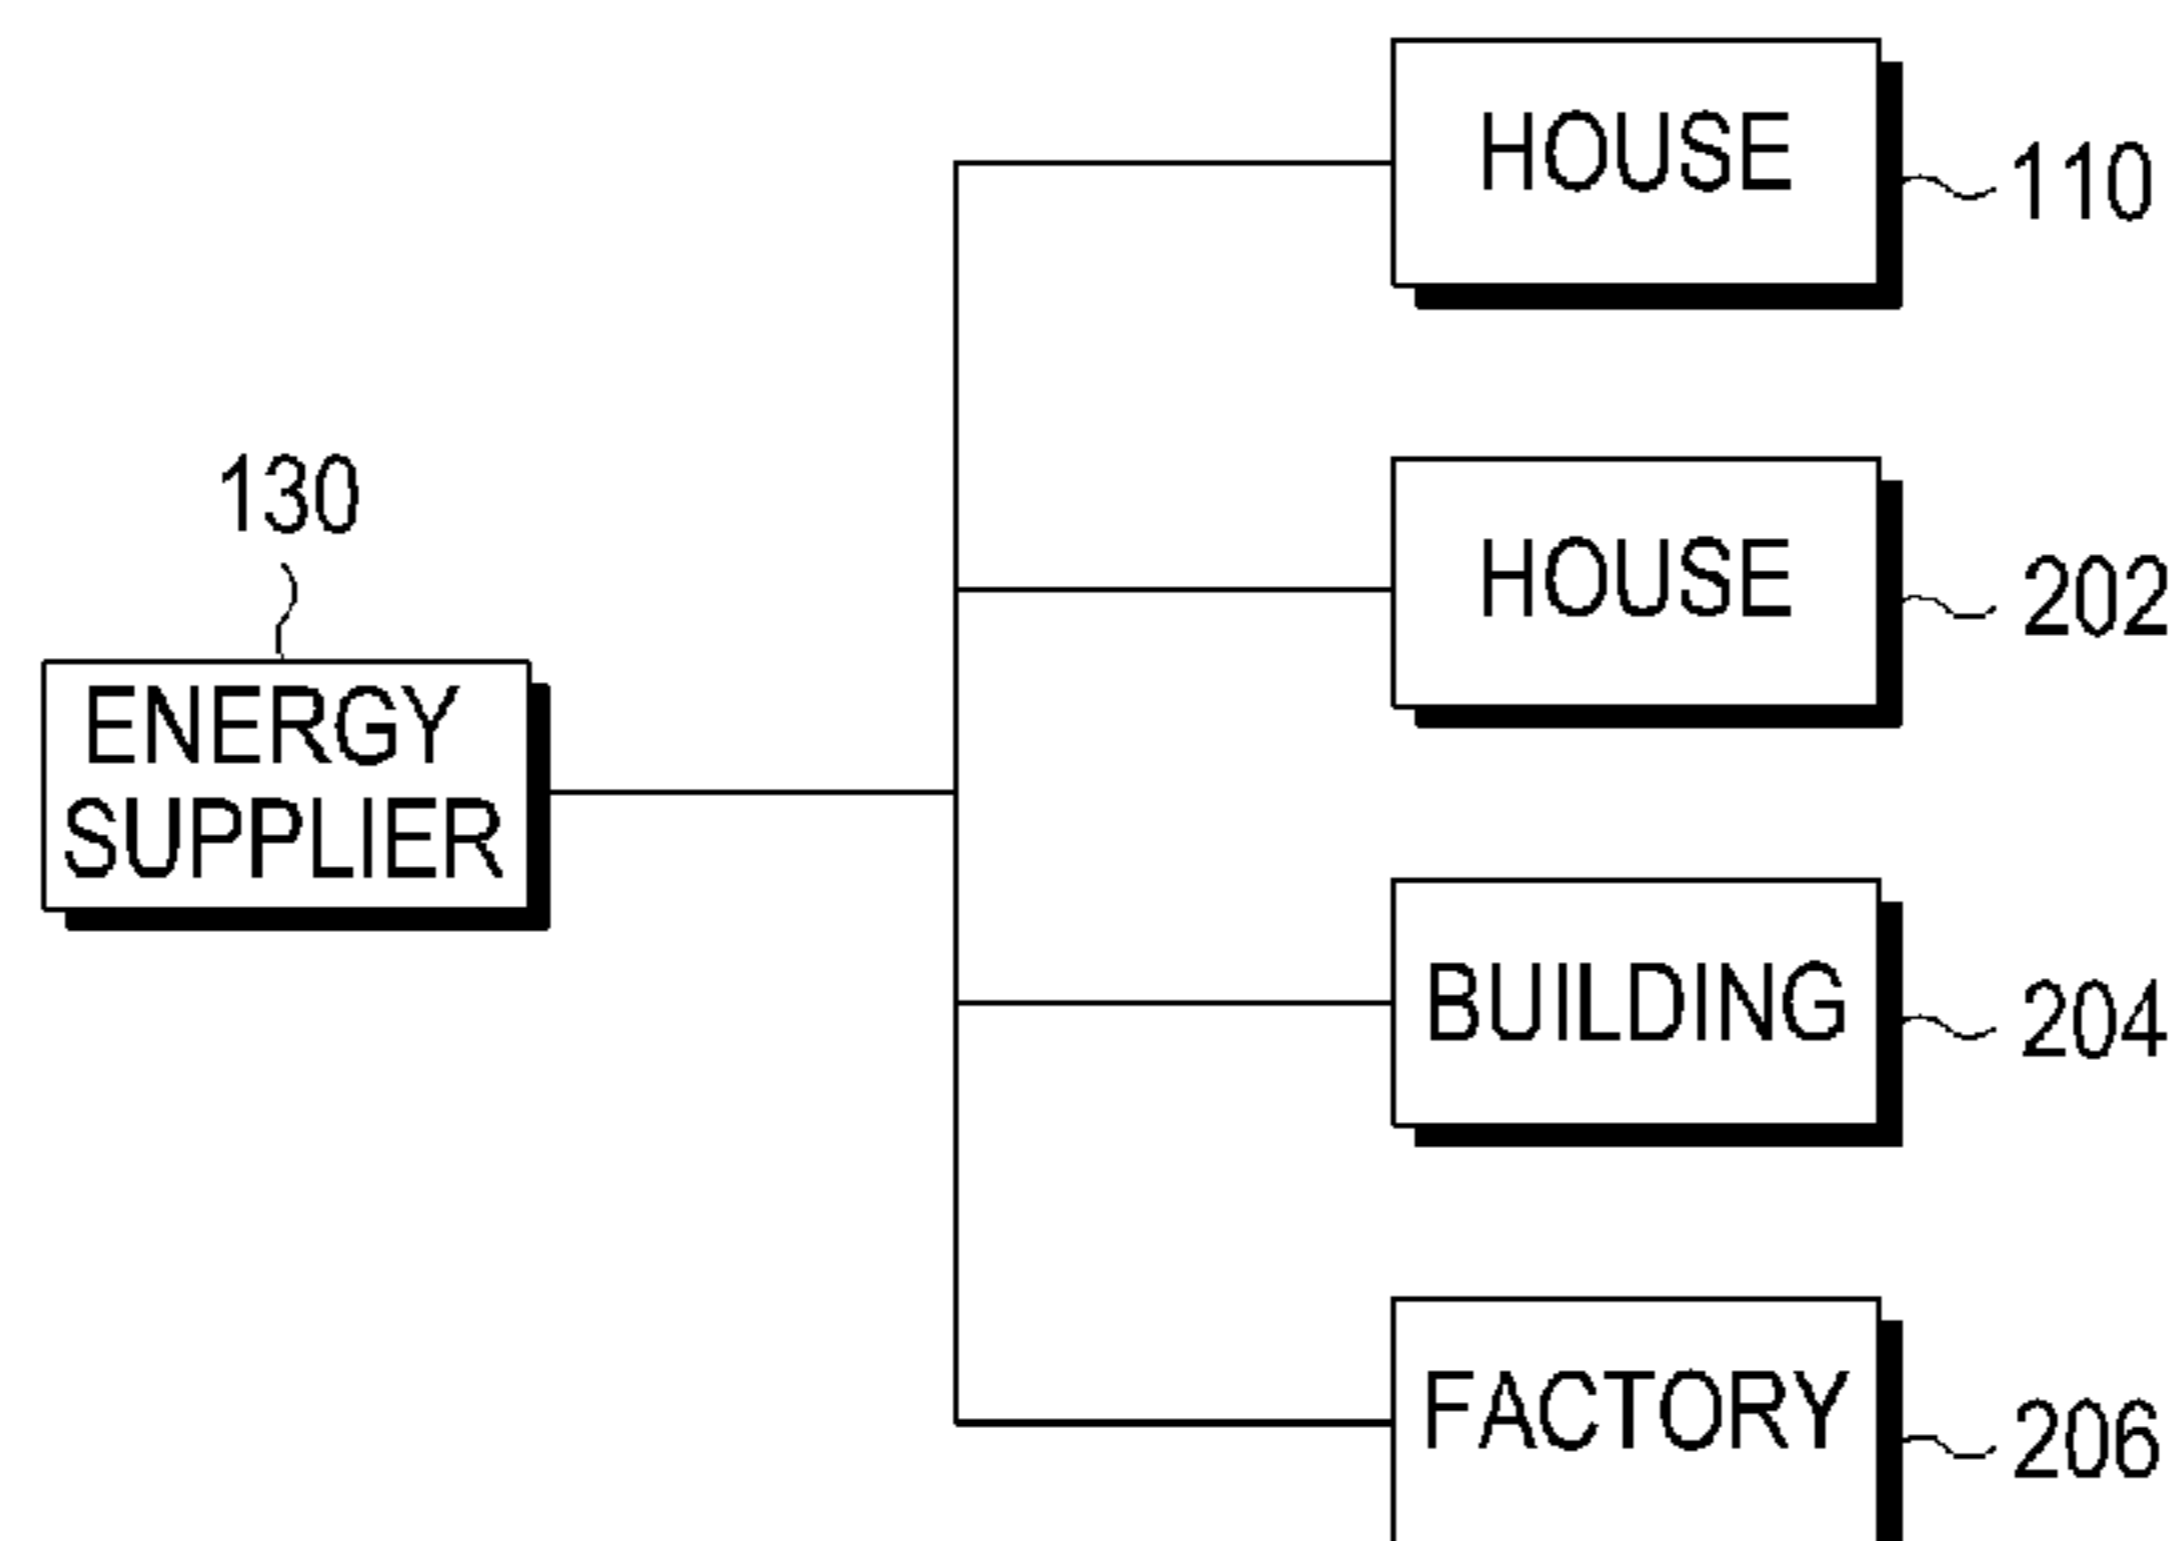 HOUSE
110
HOUSE
202
130
ENERGY
SUPPLIER
BUILDING
204
FACTORY
206